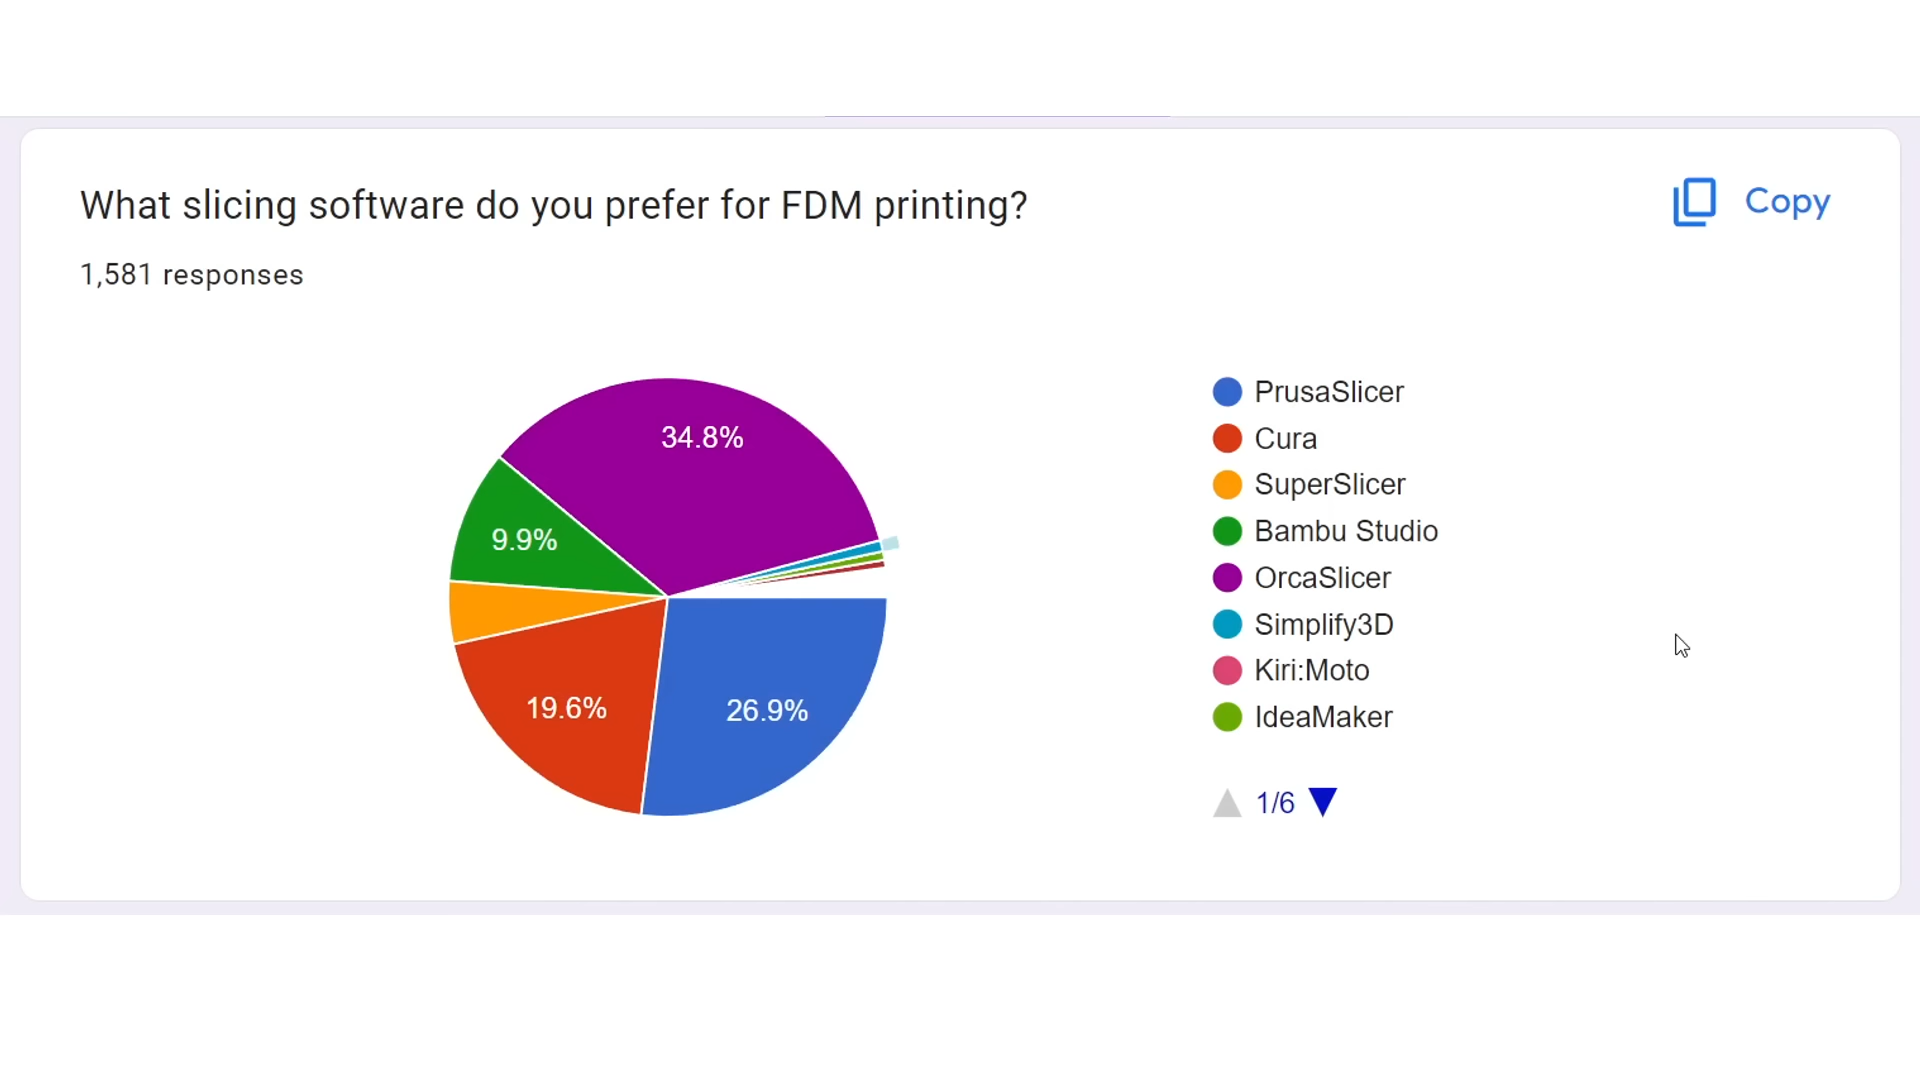 What slicing software do you prefer for FDM printing?
Copy
1,581 responses
34.8%
9.9%
19.6%
26.9%
PrusaSlicer
Cura
SuperSlicer
Bambu Studio
OrcaSlicer
Simplify3D
Kiri:Moto
IdeaMaker
1/6